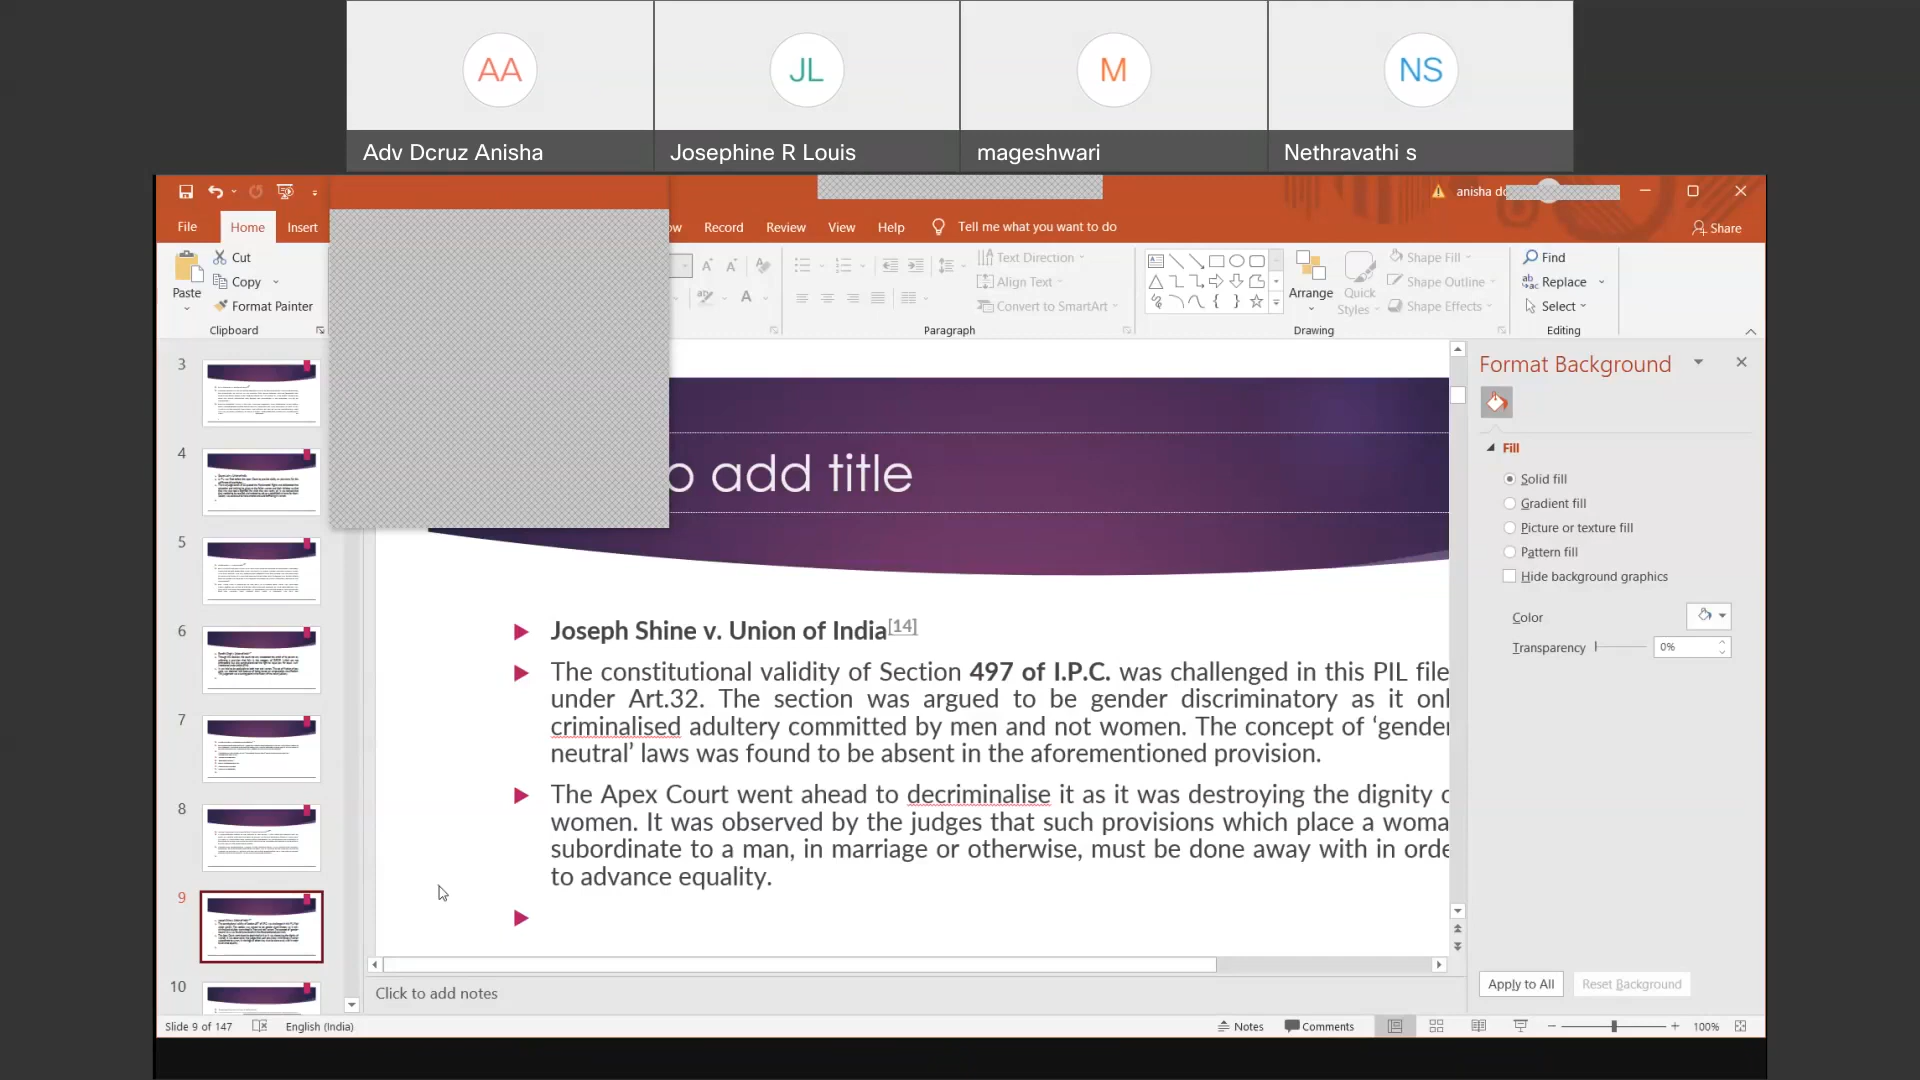 AA
JL
M
NS
Adv Dcruz Anisha
Josephine R Louis
mageshwari
Nethravathi s
anisha dc
File
Home
Insert
Record
Review
View
Help
Tell me what you want to do
Share
Paste
Cut
Copy
Format Painter
Clipboard
Text Direction
Align Text
Convert to SmartArt
Paragraph
Arrange
Quick
Styles
Shape Fill
Shape Outline
Shape Effects
Drawing
Find
Replace
Select
Editing
3
4
5
6
7
8
9
10
o add title
Joseph Shine v. Union of India[14]
The constitutional validity of Section 497 of I.P.C. was challenged in this PIL file
under Art.32. The section was argued to be gender discriminatory as it onl
criminalised adultery committed by men and not women. The concept of ‘gender
neutral’ laws was found to be absent in the aforementioned provision.
The Apex Court went ahead to decriminalise it as it was destroying the dignity o
women. It was observed by the judges that such provisions which place a woma
subordinate to a man, in marriage or otherwise, must be done away with in orde
to advance equality.
Click to add notes
Format Background
Fill
Solid fill
Gradient fill
Picture or texture fill
Pattern fill
Hide background graphics
Color
Transparency
0%
Apply to All
Reset Background
Slide 9 of 147
English (India)
Notes
Comments
100%